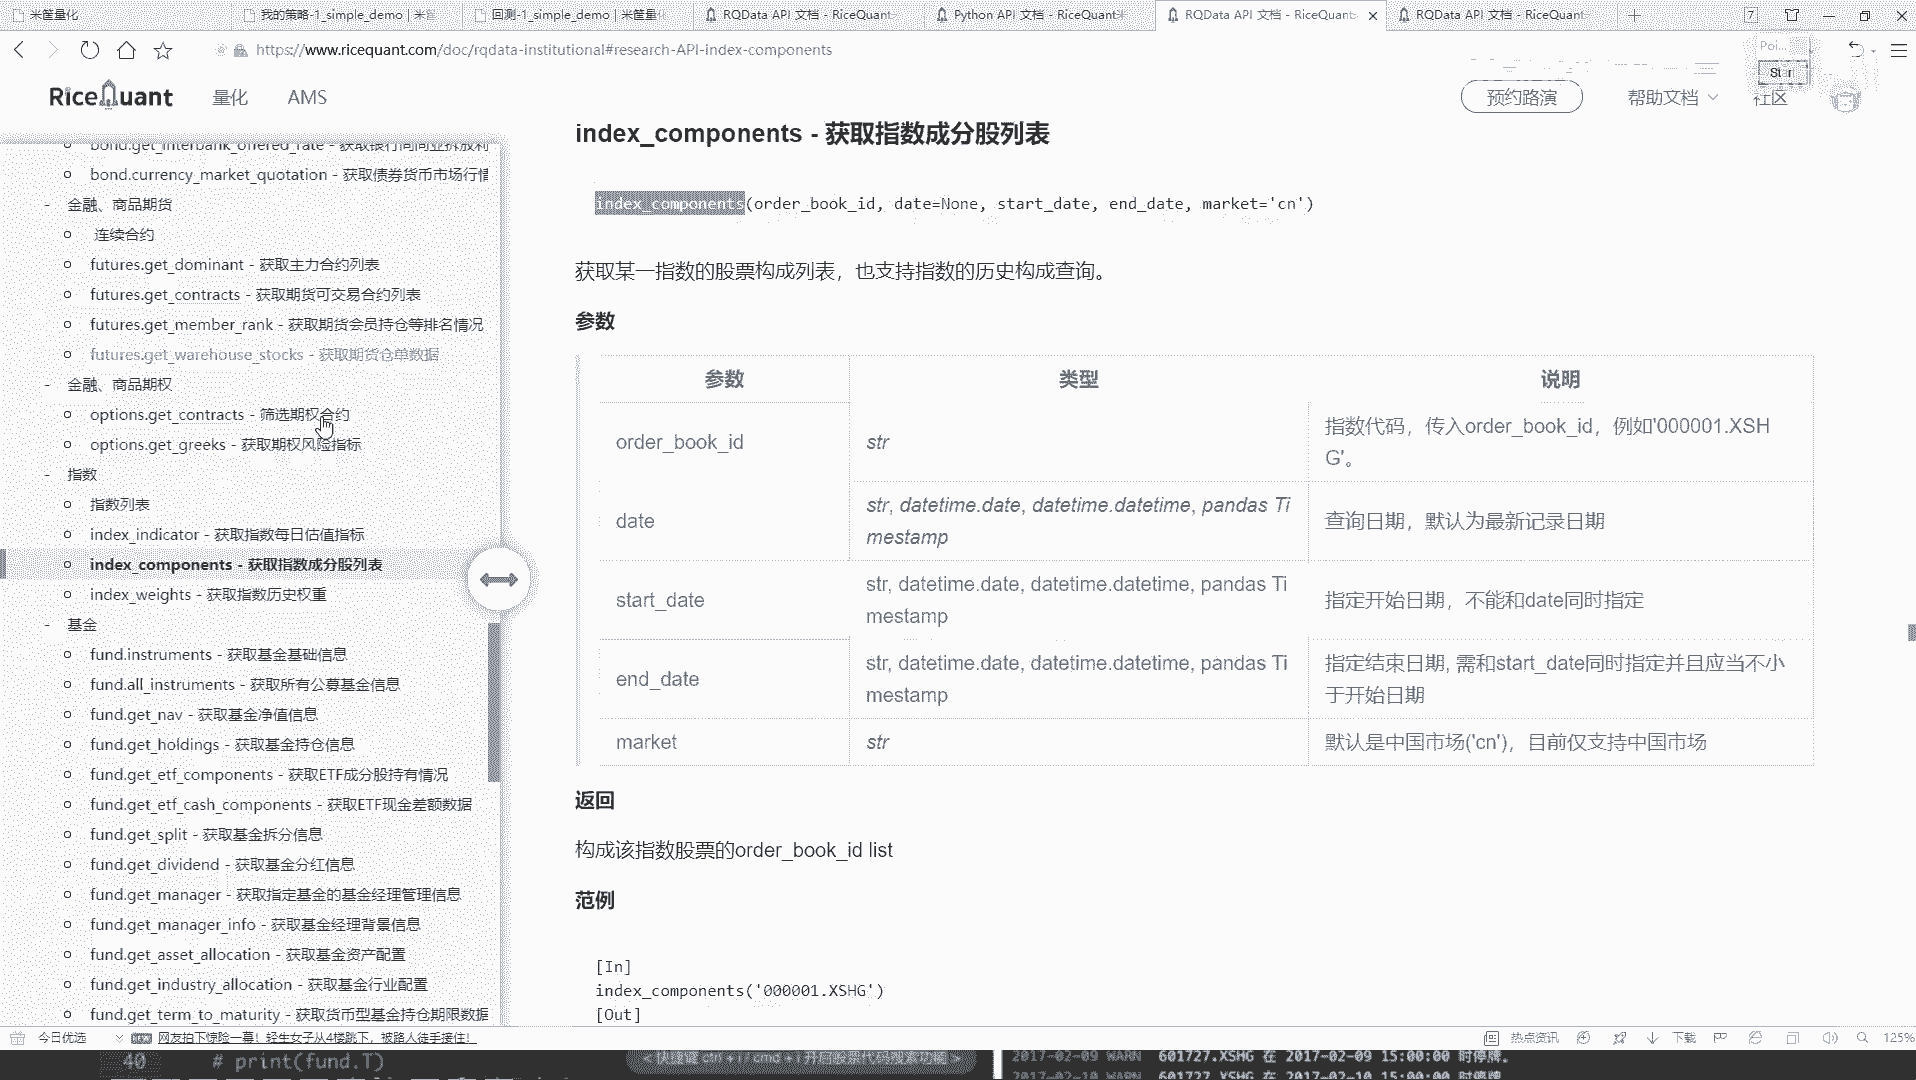 米筐量化
我的策略-1_simple_demo | 米筐
回测-1_simple_demo | 米筐量化
RQData API 文档 - RiceQuant
Python API 文档 - RiceQuant米
RQData API 文档 - RiceQuant
RQData API 文档 - RiceQuant
7
https://www.ricequant.com/doc/rqdata-institutional#research-API-index-components
Poi...
Star
RiceQuant
量化
AMS
预约路演
帮助文档
社区
bond.get_interbank_offered_rate - 获取银行间同业拆放利
bond.currency_market_quotation - 获取债券货币市场行情
- 金融、商品期货
连续合约
futures.get_dominant - 获取主力合约列表
futures.get_contracts - 获取期货可交易合约列表
futures.get_member_rank - 获取期货会员持仓等排名情况
futures.get_warehouse_stocks - 获取期货仓单数据
- 金融、商品期权
options.get_contracts - 筛选期权合约
options.get_greeks - 获取期权风险指标
- 指数
指数列表
index_indicator - 获取指数每日估值指标
index_components - 获取指数成分股列表
index_weights - 获取指数历史权重
- 基金
fund.instruments - 获取基金基础信息
fund.all_instruments - 获取所有公募基金信息
fund.get_nav - 获取基金净值信息
fund.get_holdings - 获取基金持仓信息
fund.get_etf_components - 获取ETF成分股持有情况
fund.get_etf_cash_components - 获取ETF现金差额数据
fund.get_split - 获取基金拆分信息
fund.get_dividend - 获取基金分红信息
fund.get_manager - 获取指定基金的基金经理管理信息
fund.get_manager_info - 获取基金经理背景信息
fund.get_asset_allocation - 获取基金资产配置
fund.get_industry_allocation - 获取基金行业配置
fund.get_term_to_maturity - 获取货币型基金持仓期限数据
index_components - 获取指数成分股列表
index_components(order_book_id, date=None, start_date, end_date, market='cn')
获取某一指数的股票构成列表，也支持指数的历史构成查询。
参数
参数 类型 说明
order_book_id str 指数代码，传入order_book_id，例如'000001.XSH
G'。
date str, datetime.date, datetime.datetime, pandas Ti
mestamp 查询日期，默认为最新记录日期
start_date str, datetime.date, datetime.datetime, pandas Ti
mestamp 指定开始日期，不能和date同时指定
end_date str, datetime.date, datetime.datetime, pandas Ti
mestamp 指定结束日期, 需和start_date同时指定并且应当不小
于开始日期
market str 默认是中国市场('cn')，目前仅支持中国市场
返回
构成该指数股票的order_book_id list
范例
[In]
index_components('000001.XSHG')
[Out]
今日优选
网友拍下惊险一幕！轻生女子从4楼跳下，被路人徒手接住！
热点资讯
下载
125%
40 # print(fund.T)
<快捷键 ctrl + i / cmd + i 开启股票代码搜索功能 >
2017-02-09 WARN 601727.XSHG 在 2017-02-09 15:00:00 时停牌。
2017-02-10 WARN 601727.XSHG 在 2017-02-10 15:00:00 时停牌。